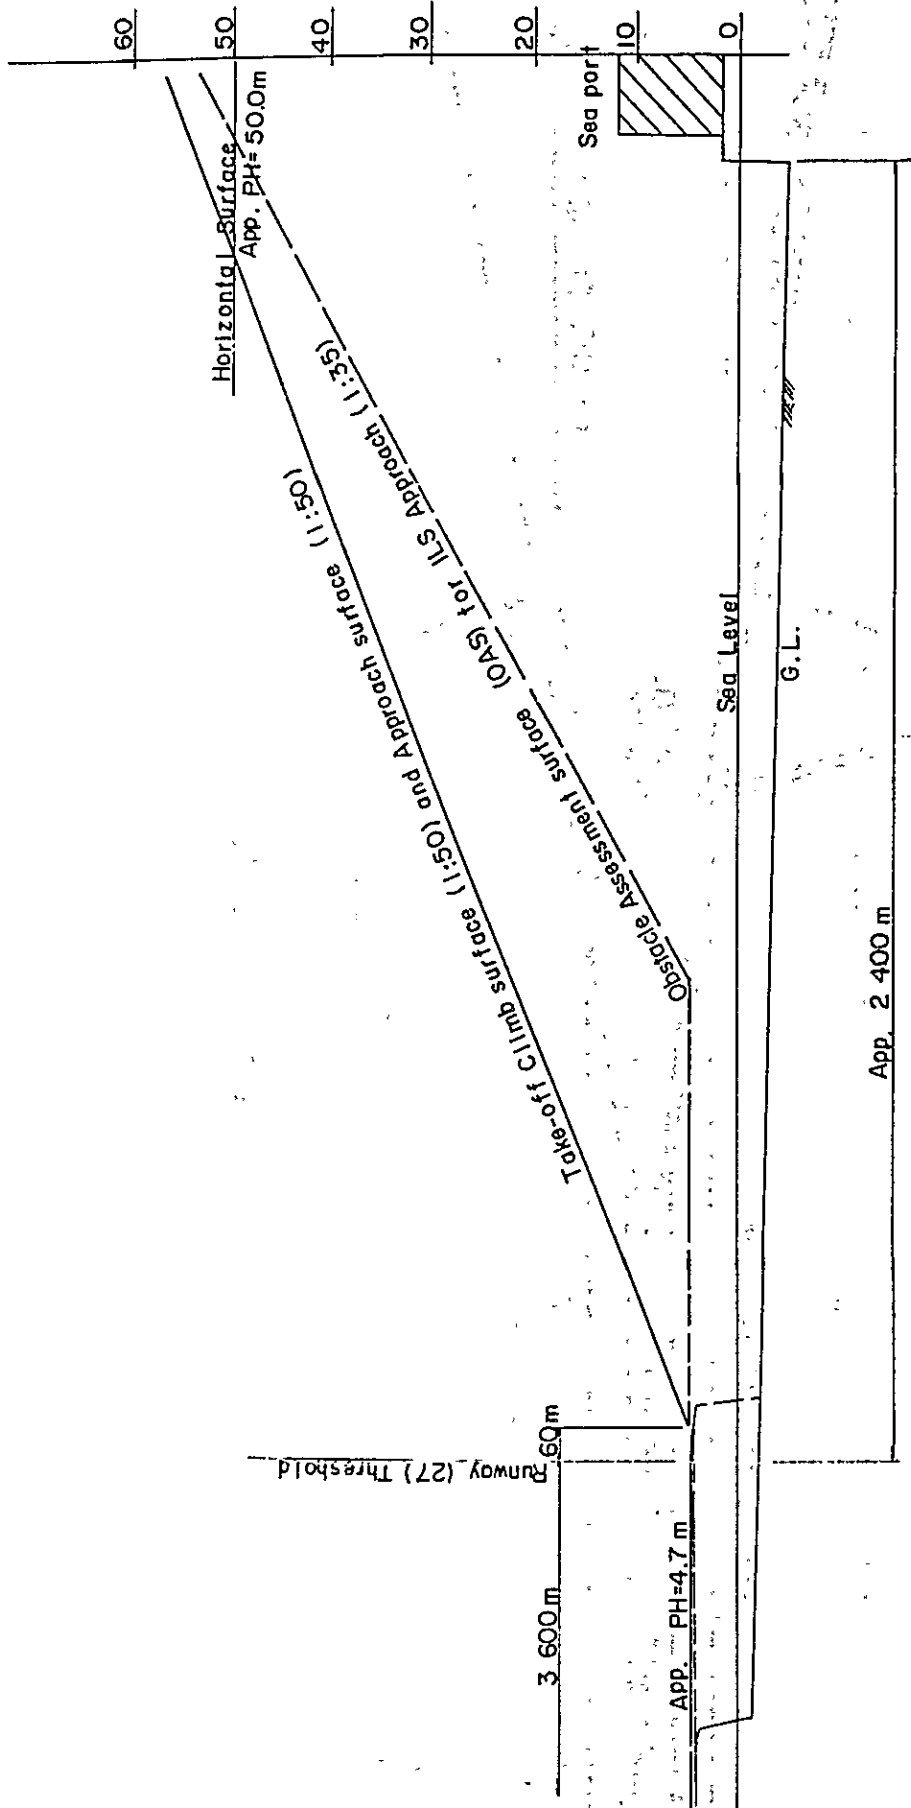 60
50
40
30
20
10
0
Horizontal Surface
App. PH=50.0m
Sea port
Take-off Climb surface (1:50) and Approach surface (1:50)
Obstacle Assessment surface (OAS) for ILS Approach (1:35)
Sea Level
G.L.
Runway (27) Threshold
60m
3 600m
App. PH=4.7 m
App. 2 400 m